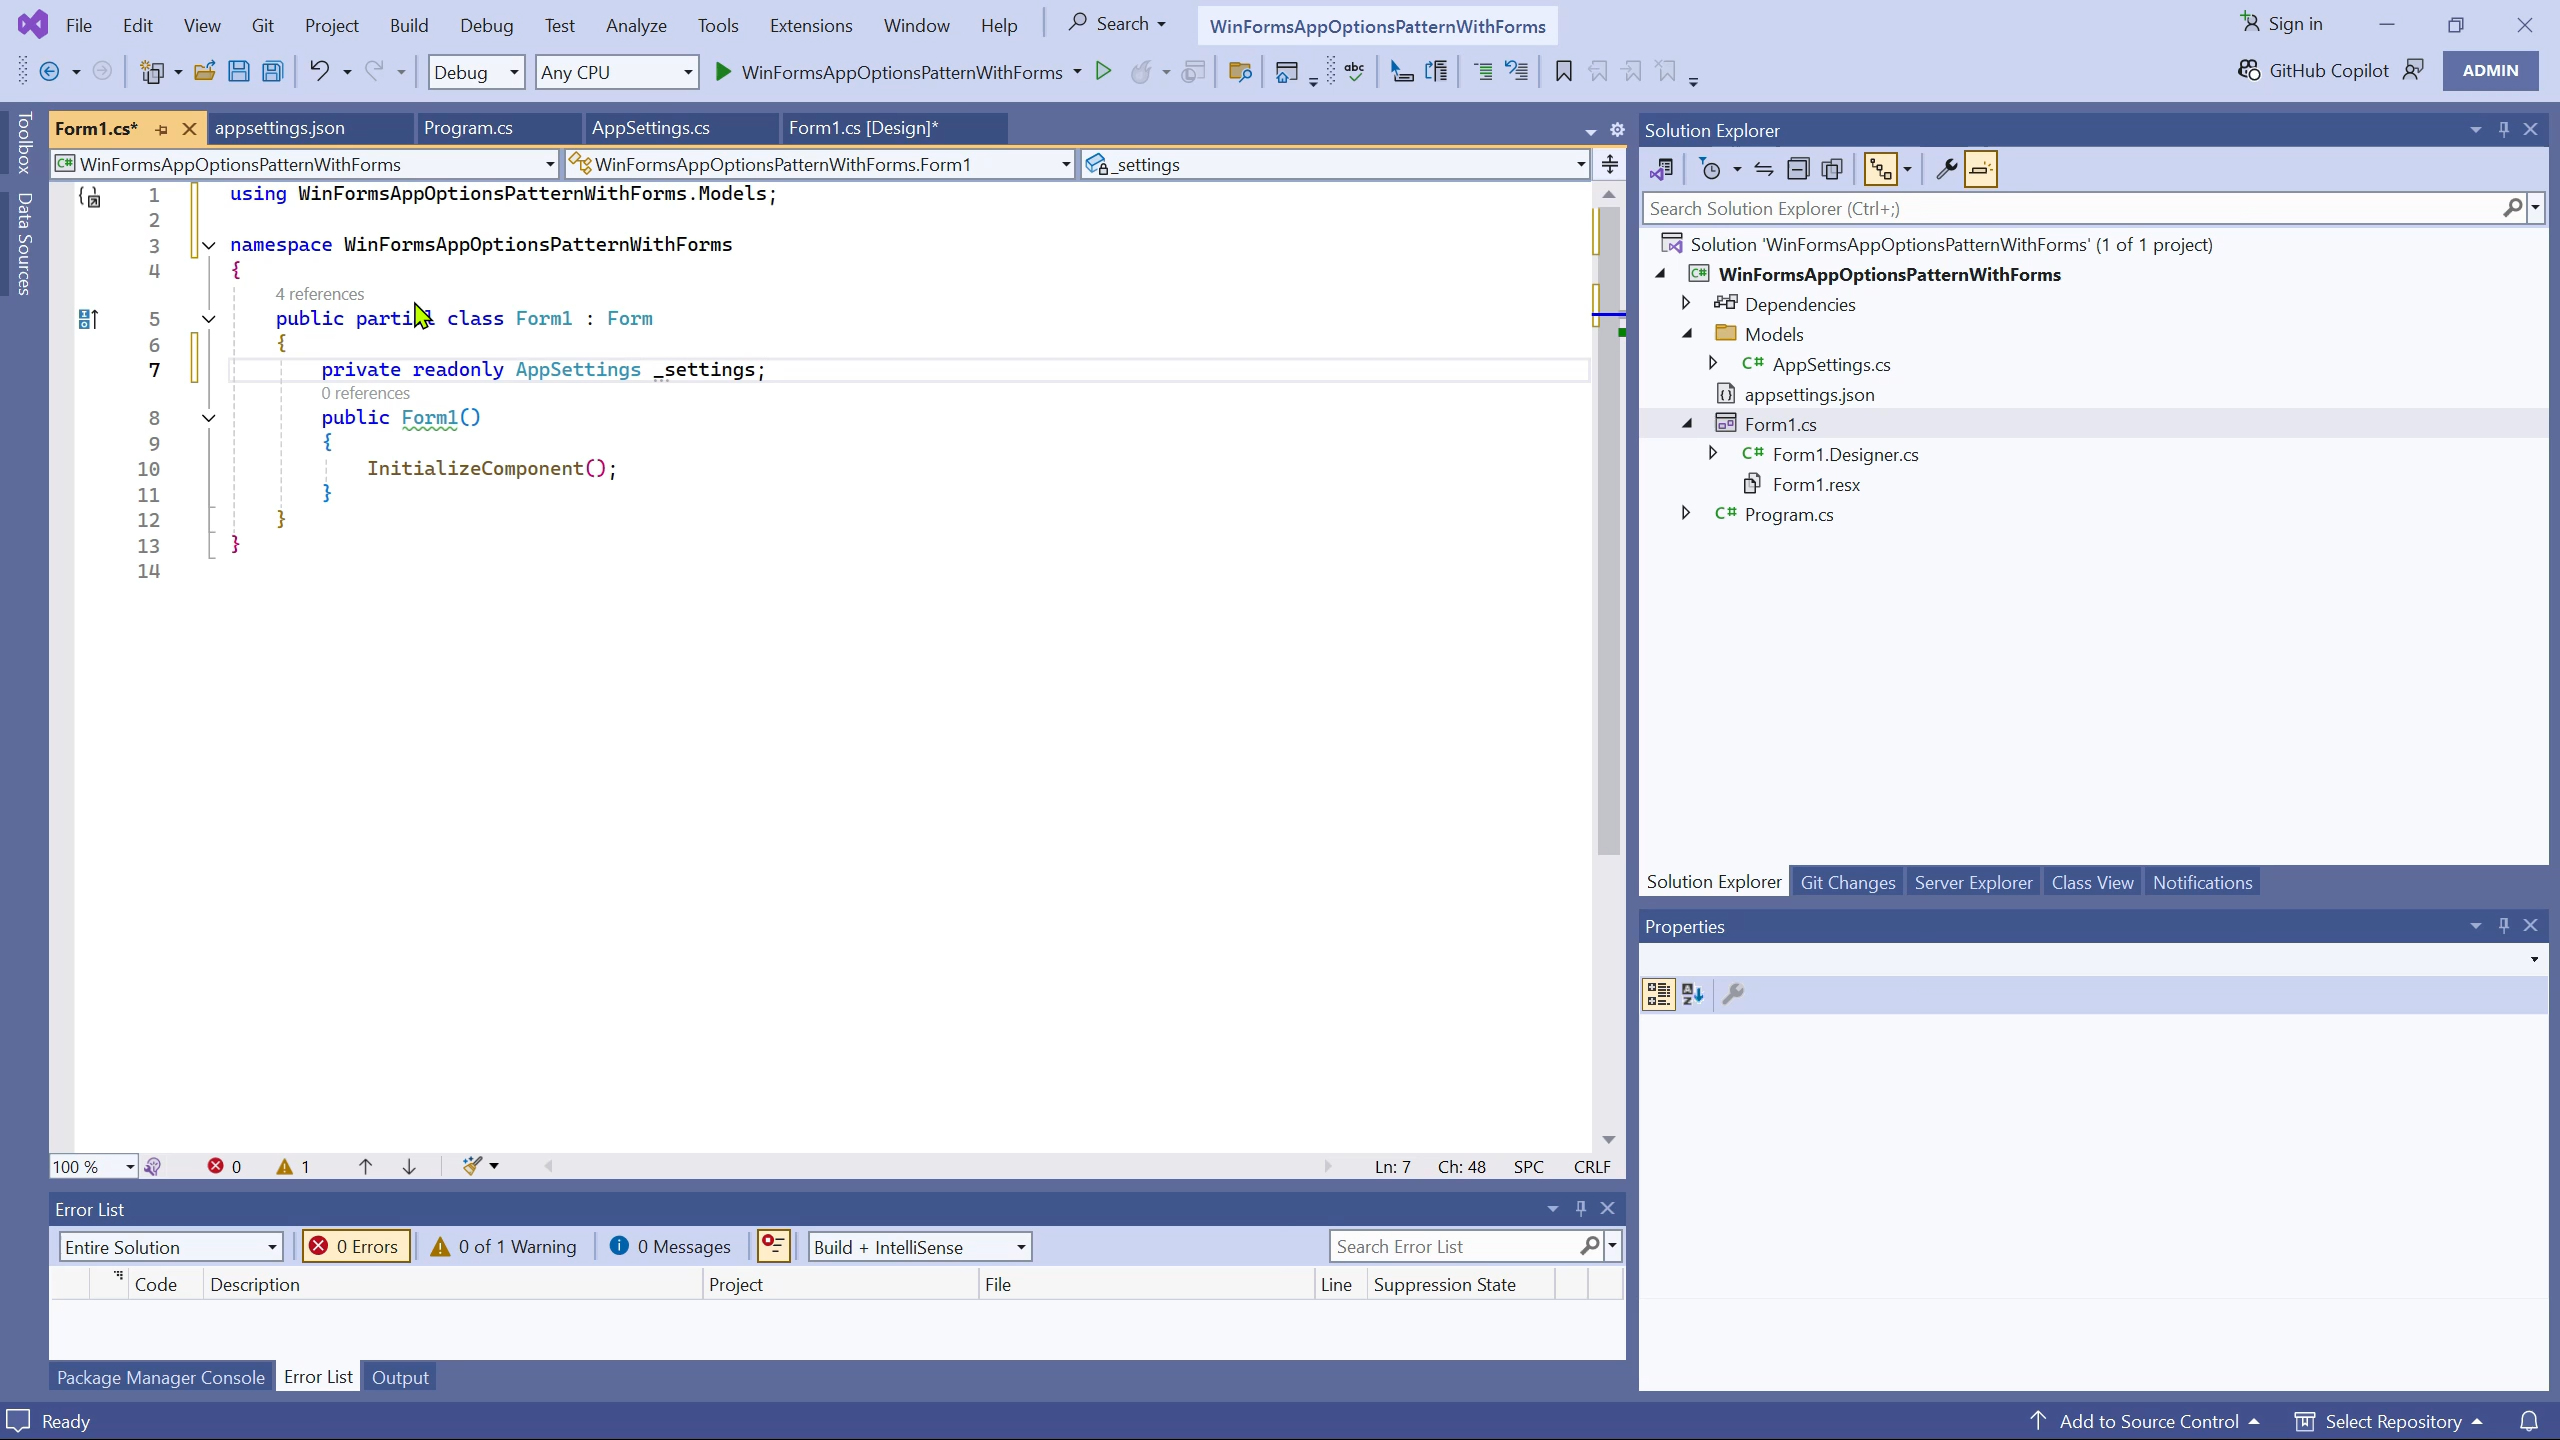 File Edit View Git Project Build Debug Test Analyze Tools Extensions Window Help Search WinFormsAppOptionsPatternWithForms Sign in
Debug Any CPU WinFormsAppOptionsPatternWithForms abc GitHub Copilot ADMIN
Toolbox
Data Sources
Form1.cs* appsettings.json Program.cs AppSettings.cs Form1.cs [Design]*
WinFormsAppOptionsPatternWithForms WinFormsAppOptionsPatternWithForms.Form1 _settings
1 using WinFormsAppOptionsPatternWithForms.Models;
2
3 namespace WinFormsAppOptionsPatternWithForms
4 {
4 references
5 public class Form1 : Form
6 {
7 private readonly AppSettings _settings;
0 references
8 public Form1()
9 {
10 InitializeComponent();
11 }
12 }
13 }
14
100 % 0 1 Ln: 7 Ch: 48 SPC CRLF
Error List
Entire Solution 0 Errors 0 of 1 Warning 0 Messages Build + IntelliSense Search Error List
Code Description Project File Line Suppression State
Package Manager Console Error List Output
Solution Explorer
Search Solution Explorer (Ctrl+;)
Solution 'WinFormsAppOptionsPatternWithForms' (1 of 1 project)
C# WinFormsAppOptionsPatternWithForms
Dependencies
Models
C# AppSettings.cs
appsettings.json
Form1.cs
C# Form1.Designer.cs
Form1.resx
C# Program.cs
Solution Explorer Git Changes Server Explorer Class View Notifications
Properties
Ready Add to Source Control Select Repository